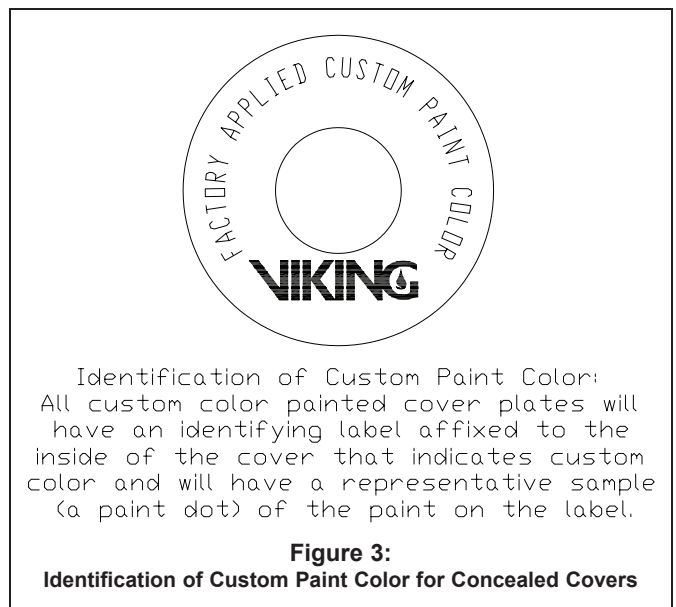 FACTORY APPLIED CUSTOM PAINT COLOR
VIKING
Identification of Custom Paint Color:
All custom color painted cover plates will
have an identifying label affixed to the
inside of the cover that indicates custom
color and will have a representative sample
(a paint dot) of the paint on the label.
Figure 3:
Identification of Custom Paint Color for Concealed Covers